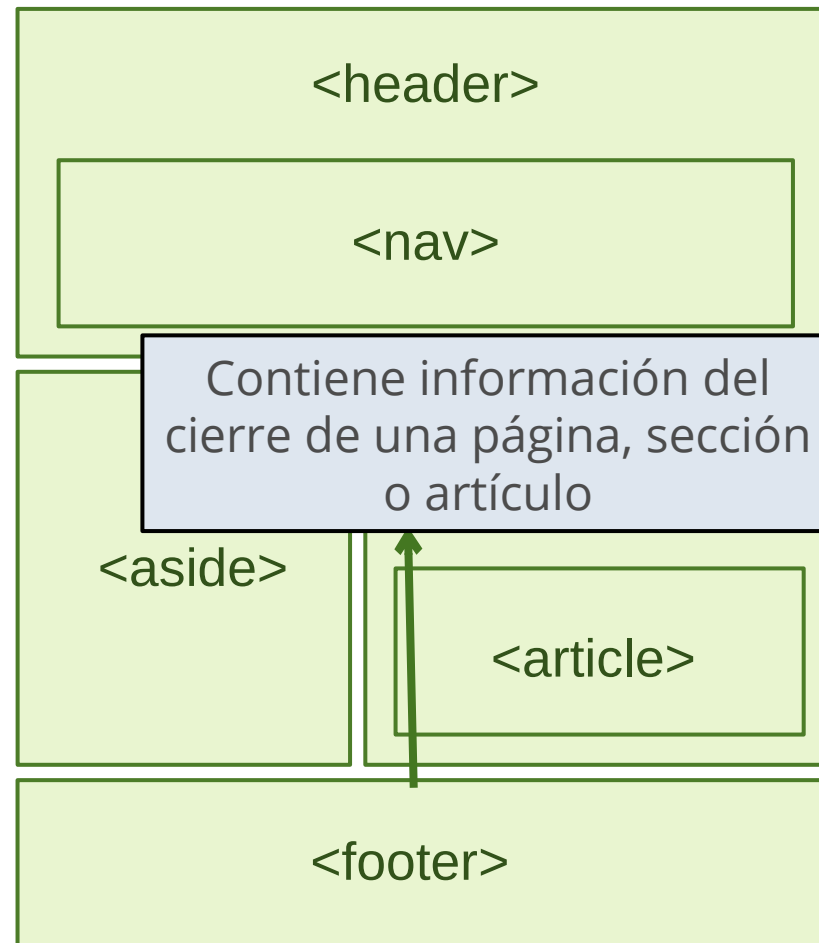 <header>
<nav>
Contiene información del
cierre de una página, sección
o artículo
<aside>
<article>
<footer>